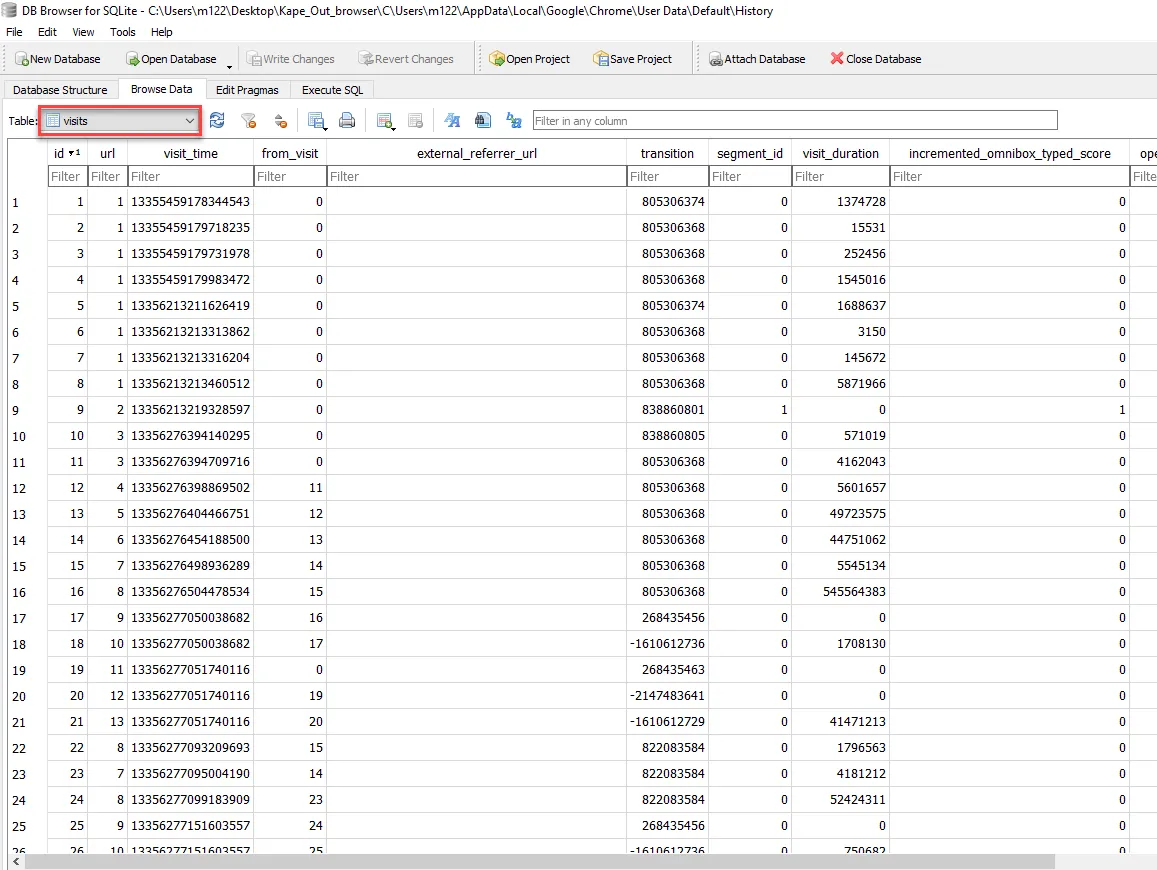 DB Browser for SQLite - C:\Users\m122\Desktop\Kape_Out_browser\C\Users\m122\AppData\Local\Google\Chrome\User Data\Default\History
File Edit View Tools Help
New Database Open Database Write Changes Revert Changes Open Project Save Project Attach Database Close Database
Database Structure Browse Data Edit Pragmas Execute SQL
Table: visits Filter in any column
id 1 url visit_time from_visit external_referrer_url transition segment_id visit_duration incremented_omnibox_typed_score ope
Filter Filter Filter Filter Filter Filter Filter Filter Filter Filte
1 1 1 13355459178344543 0 805306374 0 1374728 0
2 2 1 13355459179718235 0 805306368 0 15531 0
3 3 1 13355459179731978 0 805306368 0 252456 0
4 4 1 13355459179983472 0 805306368 0 1545016 0
5 5 1 13356213211626419 0 805306374 0 1688637 0
6 6 1 13356213213313862 0 805306368 0 3150 0
7 7 1 13356213213316204 0 805306368 0 145672 0
8 8 1 13356213213460512 0 805306368 0 5871966 0
9 9 2 13356213219328597 0 838860801 1 0 1
10 10 3 13356276394140295 0 838860805 0 571019 0
11 11 3 13356276394709716 0 805306368 0 4162043 0
12 12 4 13356276398869502 11 805306368 0 5601657 0
13 13 5 13356276404466751 12 805306368 0 49723575 0
14 14 6 13356276454188500 13 805306368 0 44751062 0
15 15 7 13356276498936289 14 805306368 0 5545134 0
16 16 8 13356276504478534 15 805306368 0 545564383 0
17 17 9 13356277050038682 16 268435456 0 0 0
18 18 10 13356277050038682 17 -1610612736 0 1708130 0
19 19 11 13356277051740116 0 268435463 0 0 0
20 20 12 13356277051740116 19 -2147483641 0 0 0
21 21 13 13356277051740116 20 -1610612729 0 41471213 0
22 22 8 13356277093209693 15 822083584 0 1796563 0
23 23 7 13356277095004190 14 822083584 0 4181212 0
24 24 8 13356277099183909 23 822083584 0 52424311 0
25 25 9 13356277151603557 24 268435456 0 0 0
26 26 10 13356277151603557 25 -1610612736 0 750682 0